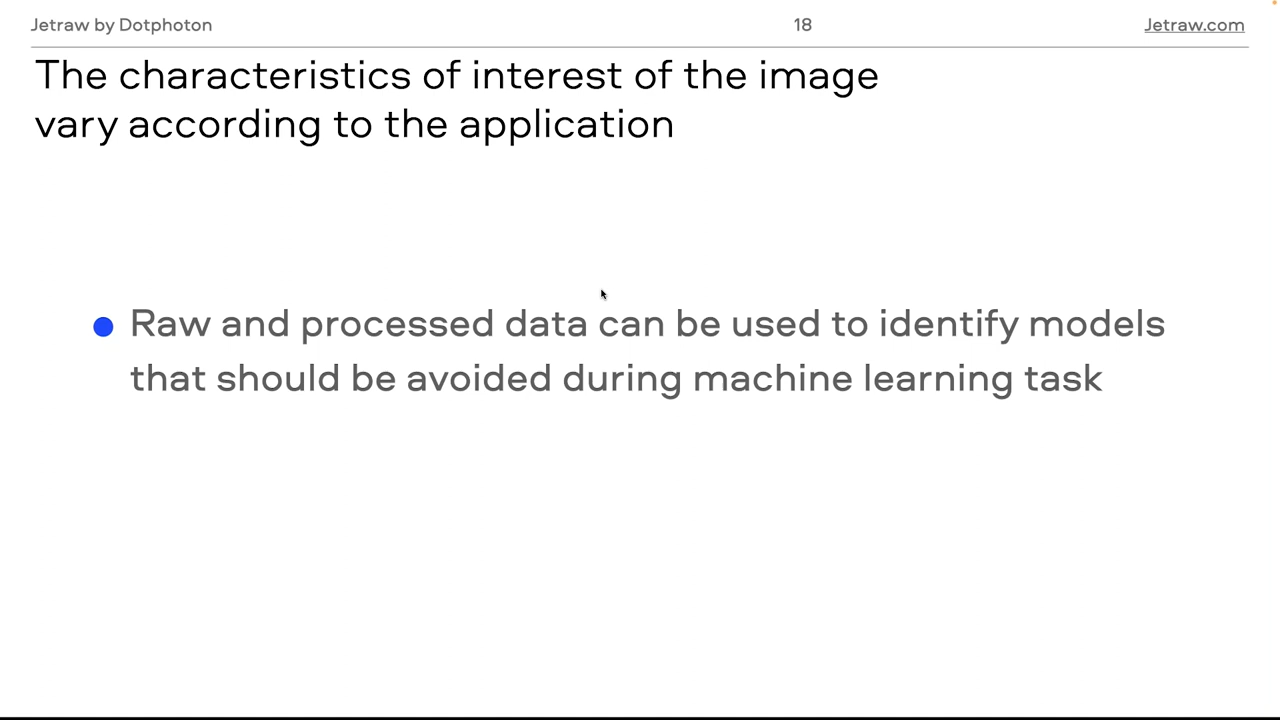 Jetraw by Dotphoton 18 Jetraw.com
The characteristics of interest of the image
vary according to the application
Raw and processed data can be used to identify models
that should be avoided during machine learning task